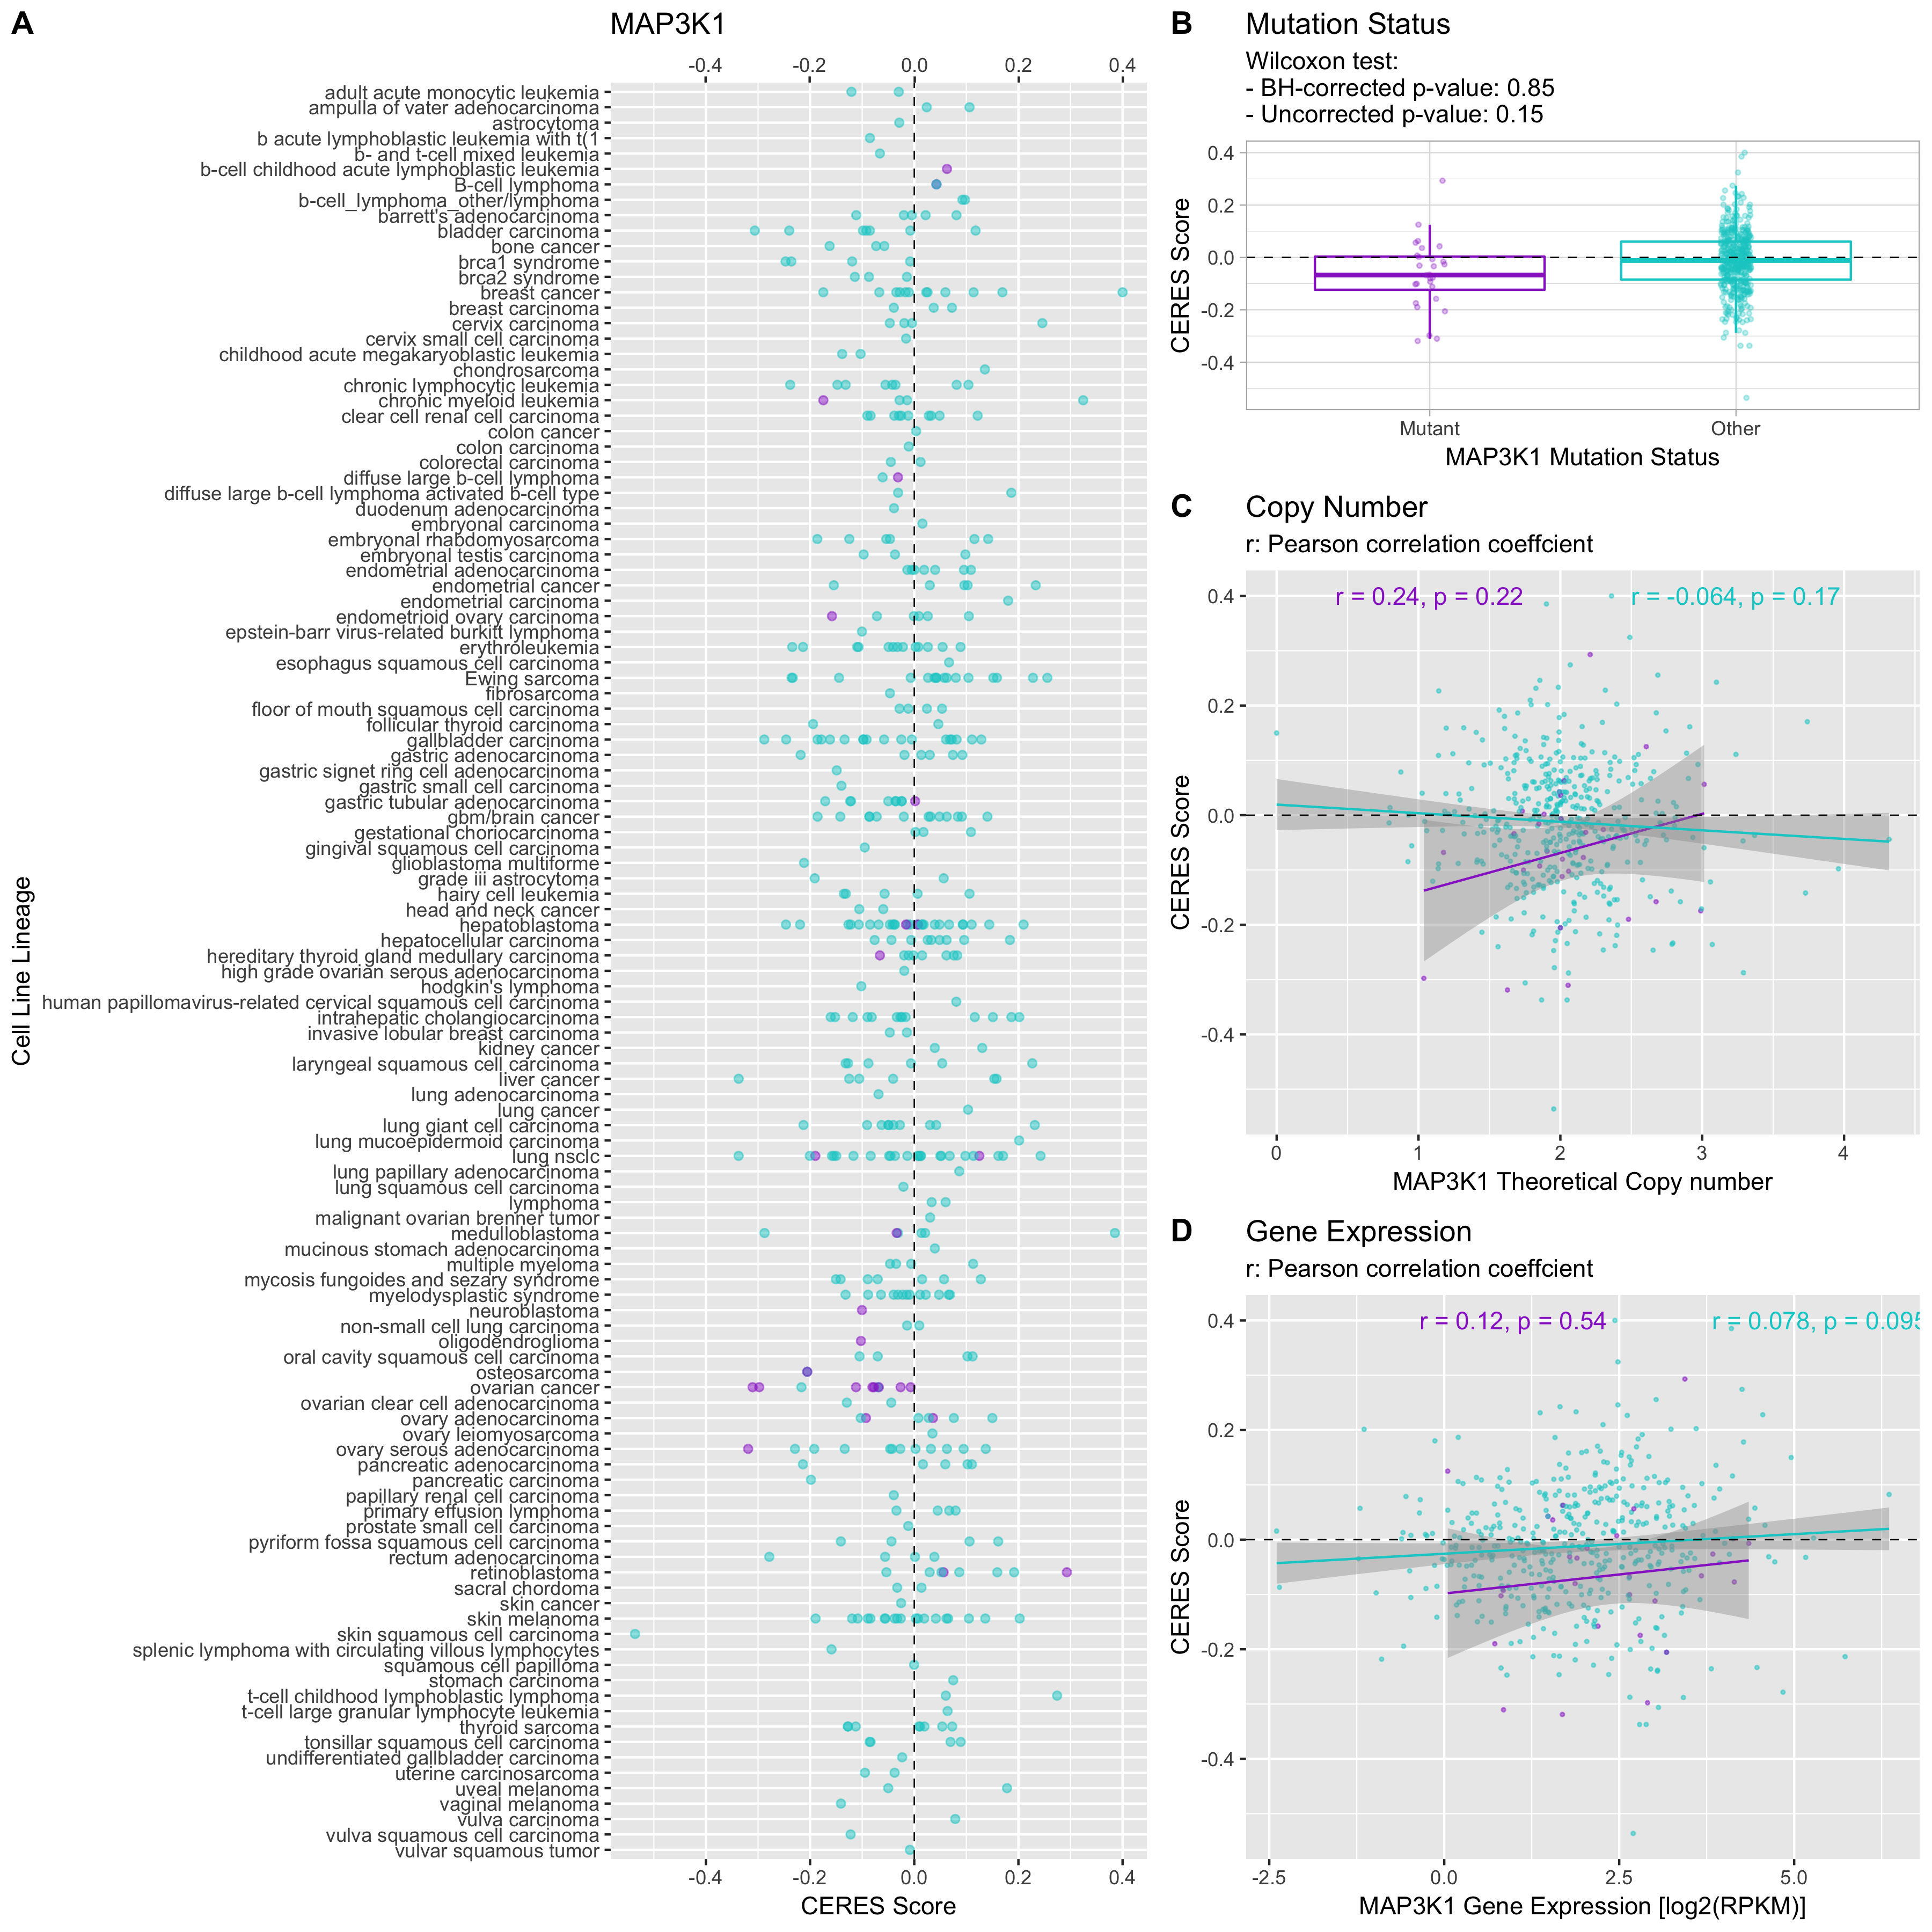 A
MAP3K1
-0.4 -0.2 0.0 0.2 0.4
adult acute monocytic leukemia
ampulla of vater adenocarcinoma
astrocytoma
b acute lymphoblastic leukemia with t(1
b- and t-cell mixed leukemia
b-cell childhood acute lymphoblastic leukemia
B-cell lymphoma
b-cell_lymphoma_other/lymphoma
barrett's adenocarcinoma
bladder carcinoma
bone cancer
brca1 syndrome
brca2 syndrome
breast cancer
breast carcinoma
cervix carcinoma
cervix small cell carcinoma
childhood acute megakaryoblastic leukemia
chondrosarcoma
chronic lymphocytic leukemia
chronic myeloid leukemia
clear cell renal cell carcinoma
colon cancer
colon carcinoma
colorectal carcinoma
diffuse large b-cell lymphoma
diffuse large b-cell lymphoma activated b-cell type
duodenum adenocarcinoma
embryonal carcinoma
embryonal rhabdomyosarcoma
embryonal testis carcinoma
endometrial adenocarcinoma
endometrial cancer
endometrial carcinoma
endometrioid ovary carcinoma
epstein-barr virus-related burkitt lymphoma
erythroleukemia
esophagus squamous cell carcinoma
Ewing sarcoma
fibrosarcoma
floor of mouth squamous cell carcinoma
follicular thyroid carcinoma
gallbladder carcinoma
gastric adenocarcinoma
gastric signet ring cell adenocarcinoma
gastric small cell carcinoma
gastric tubular adenocarcinoma
gbm/brain cancer
gestational choriocarcinoma
gingival squamous cell carcinoma
glioblastoma multiforme
grade iii astrocytoma
hairy cell leukemia
head and neck cancer
hepatoblastoma
hepatocellular carcinoma
hereditary thyroid gland medullary carcinoma
high grade ovarian serous adenocarcinoma
hodgkin's lymphoma
human papillomavirus-related cervical squamous cell carcinoma
intrahepatic cholangiocarcinoma
invasive lobular breast carcinoma
kidney cancer
laryngeal squamous cell carcinoma
liver cancer
lung adenocarcinoma
lung cancer
lung giant cell carcinoma
lung mucoepidermoid carcinoma
lung nsclc
lung papillary adenocarcinoma
lung squamous cell carcinoma
lymphoma
malignant ovarian brenner tumor
medulloblastoma
mucinous stomach adenocarcinoma
multiple myeloma
mycosis fungoides and sezary syndrome
myelodysplastic syndrome
neuroblastoma
non-small cell lung carcinoma
oligodendroglioma
oral cavity squamous cell carcinoma
osteosarcoma
ovarian cancer
ovarian clear cell adenocarcinoma
ovary adenocarcinoma
ovary leiomyosarcoma
ovary serous adenocarcinoma
pancreatic adenocarcinoma
pancreatic carcinoma
papillary renal cell carcinoma
primary effusion lymphoma
prostate small cell carcinoma
pyriform fossa squamous cell carcinoma
rectum adenocarcinoma
retinoblastoma
sacral chordoma
skin cancer
skin melanoma
skin squamous cell carcinoma
splenic lymphoma with circulating villous lymphocytes
squamous cell papilloma
stomach carcinoma
t-cell childhood lymphoblastic lymphoma
t-cell large granular lymphocyte leukemia
thyroid sarcoma
tonsillar squamous cell carcinoma
undifferentiated gallbladder carcinoma
uterine carcinosarcoma
uveal melanoma
vaginal melanoma
vulva carcinoma
vulva squamous cell carcinoma
vulvar squamous tumor
-0.4 -0.2 0.0 0.2 0.4
CERES Score
Cell Line Lineage
B
Mutation Status
Wilcoxon test:
- BH-corrected p-value: 0.85
- Uncorrected p-value: 0.15
0.4
0.2
0.0
-0.2
-0.4
CERES Score
Mutant Other
MAP3K1 Mutation Status
C
Copy Number
r: Pearson correlation coeffcient
r = 0.24, p = 0.22 r = -0.064, p = 0.17
0.4
0.2
0.0
-0.2
-0.4
CERES Score
0 1 2 3 4
MAP3K1 Theoretical Copy number
D
Gene Expression
r: Pearson correlation coeffcient
r = 0.12, p = 0.54 r = 0.078, p = 0.095
0.4
0.2
0.0
-0.2
-0.4
CERES Score
-2.5 0.0 2.5 5.0
MAP3K1 Gene Expression [log2(RPKM)]